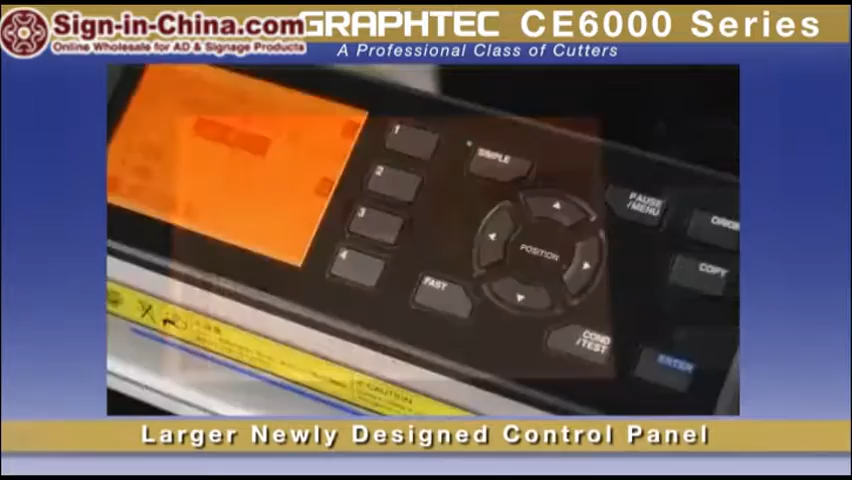 Sign-in-China.com
Online Wholesale for AD & Signage Products
GRAPHTEC CE6000 Series
A Professional Class of Cutters
1
2
3
4
SIMPLE
FAST
POSITION
PAUSE
/MENU
COPY
COND
/TEST
ENTER
CAUTION
Larger Newly Designed Control Panel